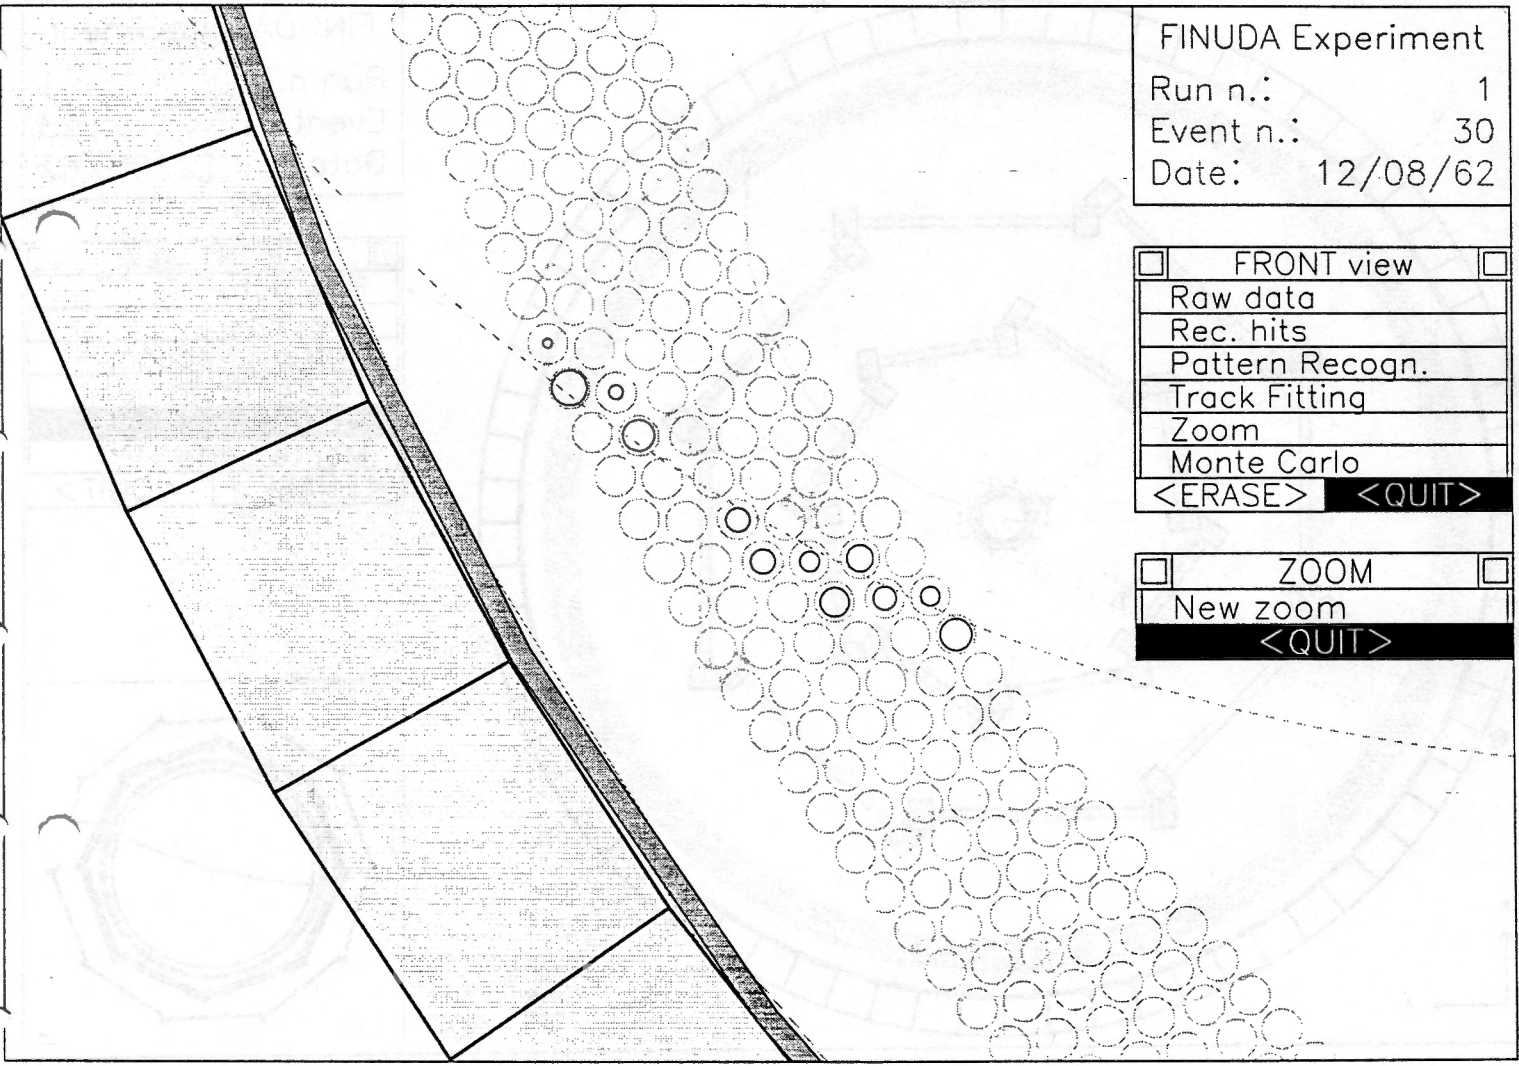 FINUDA Experiment
Run n.: 1
Event n.: 30
Date: 12/08/62
FRONT view
Raw data
Rec. hits
Pattern Recogn.
Track Fitting
Zoom
Monte Carlo
<ERASE> <QUIT>
ZOOM
New zoom
<QUIT>